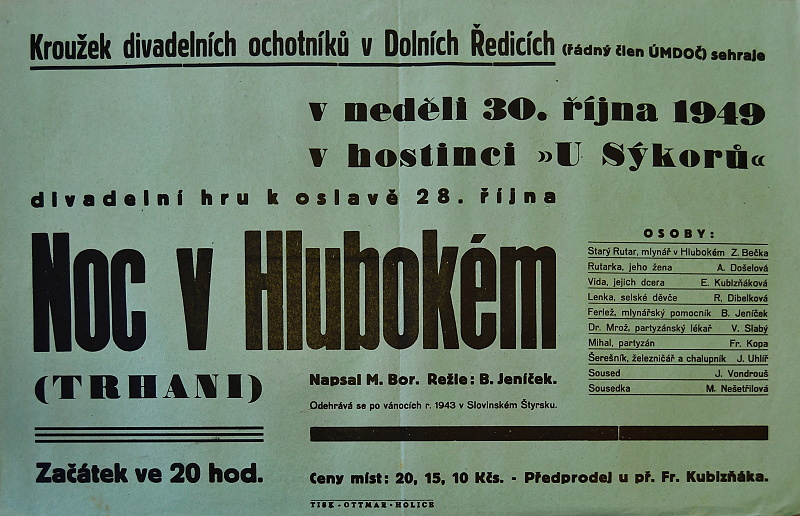 Kroužek divadelních ochotníků v Dolních Ředicích (řádný člen ÚMDOČ) sehraje
v neděli 30. října 1949
v hostinci »U Sýkorů«
divadelní hru k oslavě 28. října
Noc v Hlubokém
(TRHANI)
Napsal M. Bor. Režie: B. Jeníček.
Odehrává se po vánocích r. 1943 v Slovinském Štyrsku.
OSOBY:
Starý Rutar, mlynář v Hlubokém Z. Bečka
Rutarka, jeho žena A. Došelová
Vida, jejich dcera E. Kublzňáková
Lenka, selské děvče R. Dibelková
Ferlež, mlynářský pomocník B. Jeníček
Dr. Mrož, partyzánský lékař V. Slabý
Mihal, partyzán Fr. Kopa
Šerešník, železničář a chalupník J. Uhlíř
Soused J. Vondrouš
Sousedka M. Nešetřilová
Začátek ve 20 hod.
Ceny míst: 20, 15, 10 Kčs. - Předprodej u př. Fr. Kublzňáka.
TISK - OTTMAR - HOLICE